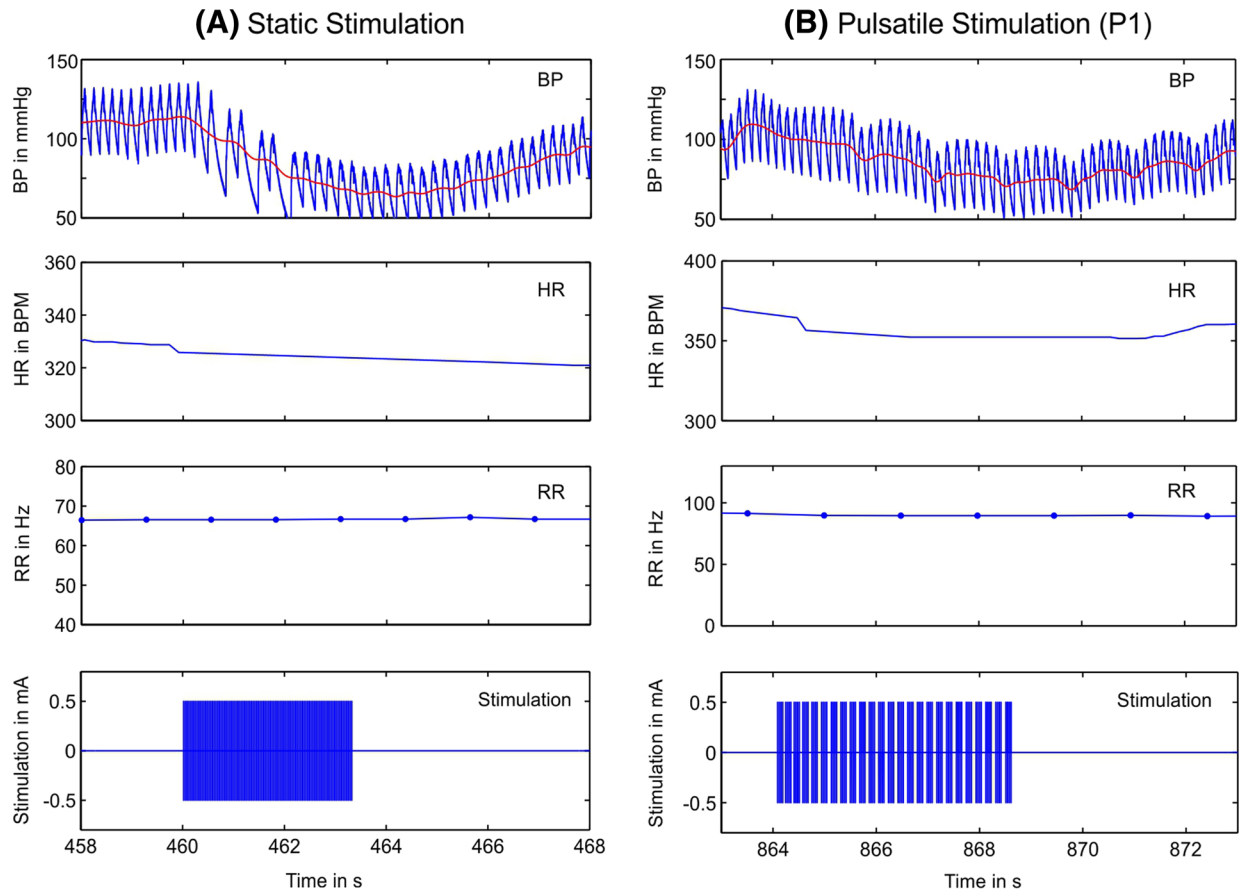 (A) Static Stimulation
150
100
50
BP in mmHg
BP
360
340
320
300
HR in BPM
HR
80
70
60
50
40
RR in Hz
RR
0.5
0
-0.5
Stimulation in mA
Stimulation
458 460 462 464 466 468
Time in s
(B) Pulsatile Stimulation (P1)
150
100
50
BP in mmHg
BP
400
350
300
HR in BPM
HR
100
50
0
RR in Hz
RR
0.5
0
-0.5
Stimulation in mA
Stimulation
864 866 868 870 872
Time in s